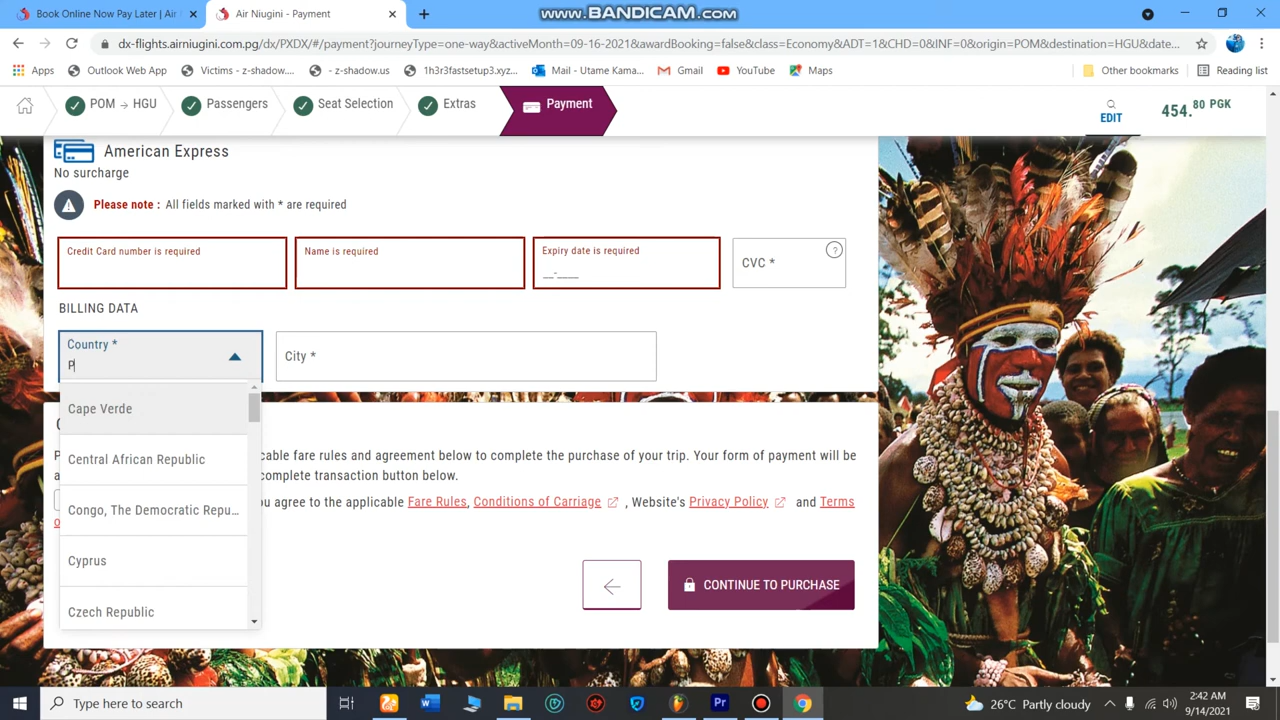 www.BANDICAM.com
Book Online Now Pay Later | Air
Air Niugini - Payment
dx-flights.airniugini.com.pg/dx/PXDX/#/payment?journeyType=one-way&activeMonth=09-16-2021&awardBooking=false&class=Economy&ADT=1&CHD=0&INF=0&origin=POM&destination=HGU&date...
Apps
Outlook Web App
Victims - z-shadow....
- z-shadow.us
1h3r3fastsetup3.xyz...
Mail - Utame Kama...
Gmail
YouTube
Maps
Other bookmarks
Reading list
POM → HGU
Passengers
Seat Selection
Extras
Payment
EDIT
454.80 PGK
American Express
No surcharge
Please note : All fields marked with * are required
Credit Card number is required
Name is required
Expiry date is required
__-____
CVC *
?
BILLING DATA
Country *
P
City *
Cape Verde
Central African Republic
Congo, The Democratic Repu...
Cyprus
Czech Republic
cable fare rules and agreement below to complete the purchase of your trip. Your form of payment will be
complete transaction button below.
ou agree to the applicable Fare Rules, Conditions of Carriage , Website's Privacy Policy and Terms
CONTINUE TO PURCHASE
Type here to search
26°C Partly cloudy
2:42 AM
9/14/2021